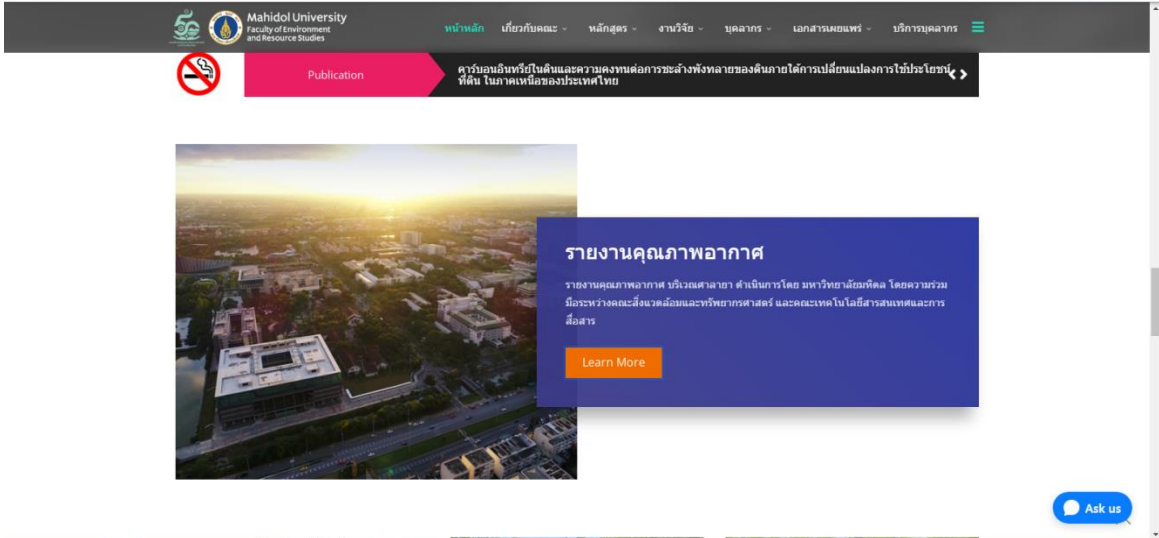 Mahidol University
Faculty of Environment
and Resource Studies
หน้าหลัก เกี่ยวกับคณะ หลักสูตร งานวิจัย บุคลากร เอกสารเผยแพร่ บริการบุคลากร
Publication
คาร์บอนอินทรีย์ในดินและความคงทนต่อการชะล้างพังทลายของดินภายใต้การเปลี่ยนแปลงการใช้ประโยชน์
ที่ดิน ในภาคเหนือของประเทศไทย
รายงานคุณภาพอากาศ
รายงานคุณภาพอากาศ บริเวณศาลายา ดำเนินการโดย มหาวิทยาลัยมหิดล โดยความร่วม
มือระหว่างคณะสิ่งแวดล้อมและทรัพยากรศาสตร์ และคณะเทคโนโลยีสารสนเทศและการ
สื่อสาร
Learn More
Ask us